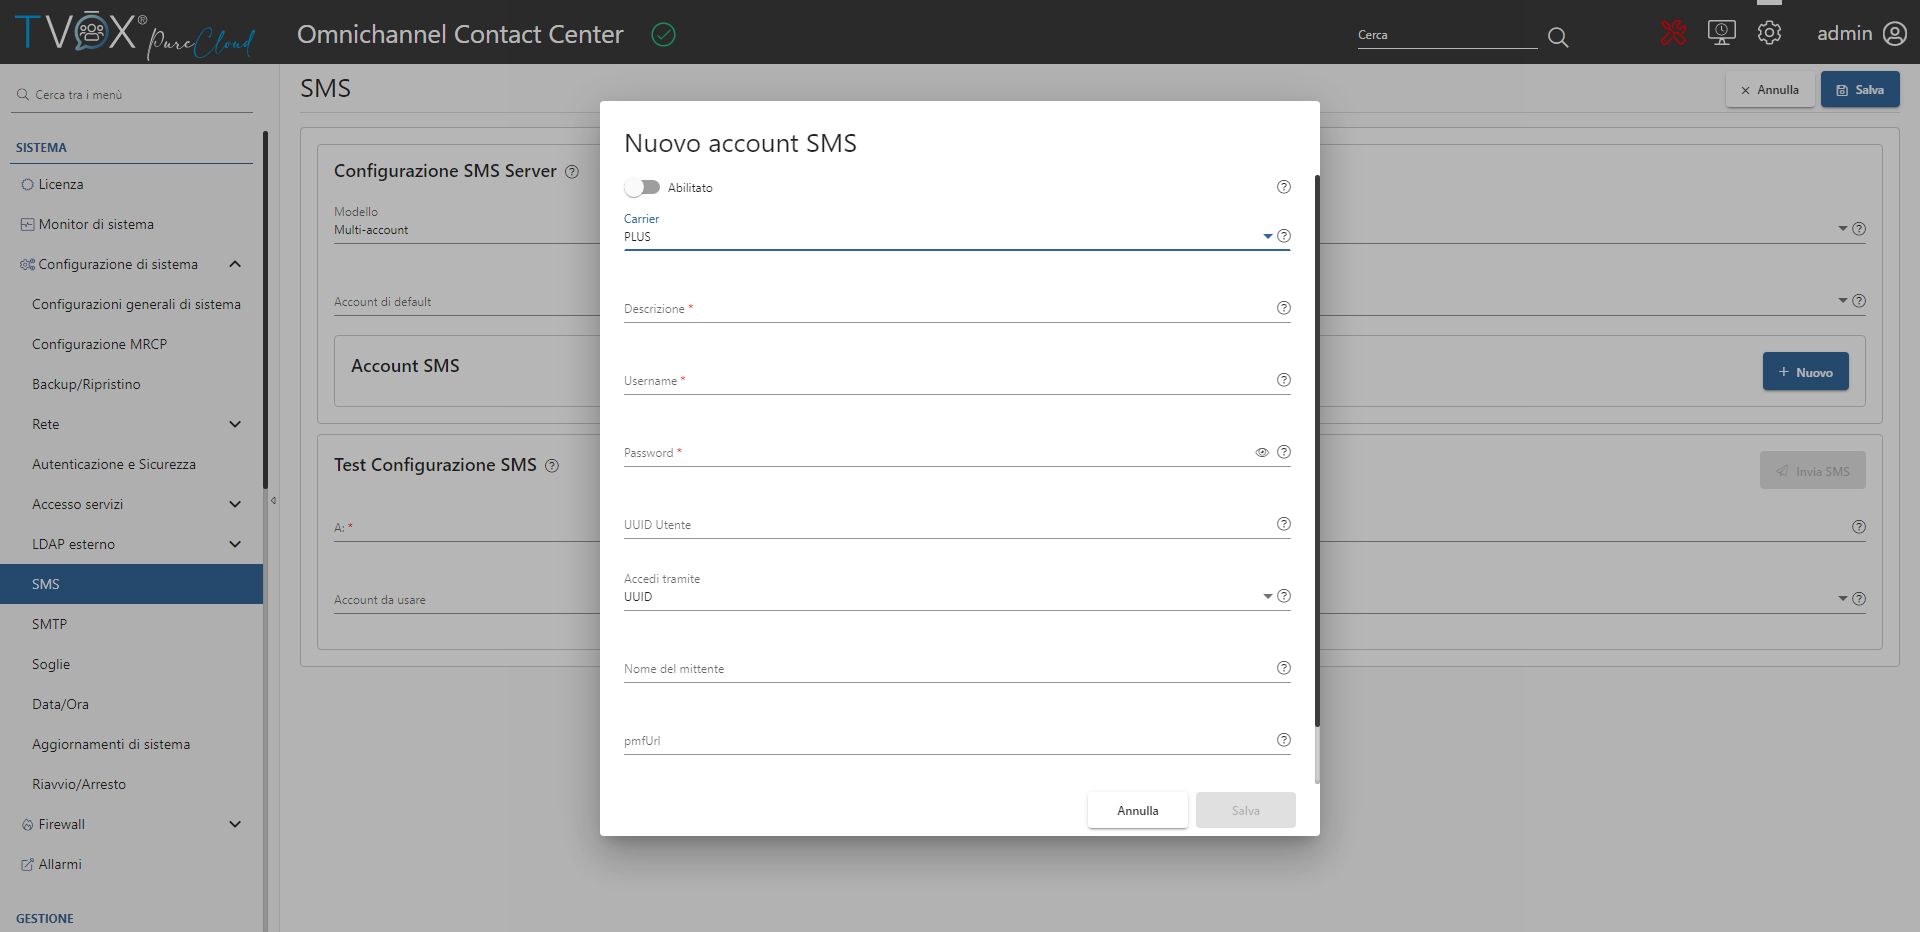 TVOX® PureCloud
Omnichannel Contact Center
Cerca
admin
Cerca tra i menù
SISTEMA
Licenza
Monitor di sistema
Configurazione di sistema
Configurazioni generali di sistema
Configurazione MRCP
Backup/Ripristino
Rete
Autenticazione e Sicurezza
Accesso servizi
LDAP esterno
SMS
SMTP
Soglie
Data/Ora
Aggiornamenti di sistema
Riavvio/Arresto
Firewall
Allarmi
GESTIONE
SMS
Annulla
Salva
Configurazione SMS Server
Modello
Multi-account
Account di default
Account SMS
Nuovo
Test Configurazione SMS
Invia SMS
A: *
Account da usare
Nuovo account SMS
Abilitato
Carrier
PLUS
Descrizione *
Username *
Password *
UUID Utente
Accedi tramite
UUID
Nome del mittente
pmfUrl
Annulla
Salva